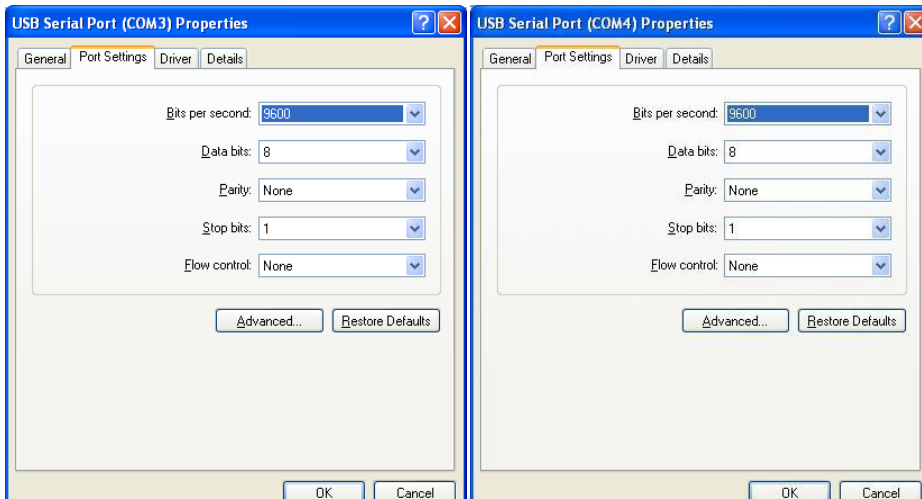 USB Serial Port (COM3) Properties
General Port Settings Driver Details
Bits per second: 9600
Data bits: 8
Parity: None
Stop bits: 1
Flow control: None
Advanced... Restore Defaults
OK Cancel
USB Serial Port (COM4) Properties
General Port Settings Driver Details
Bits per second: 9600
Data bits: 8
Parity: None
Stop bits: 1
Flow control: None
Advanced... Restore Defaults
OK Cancel